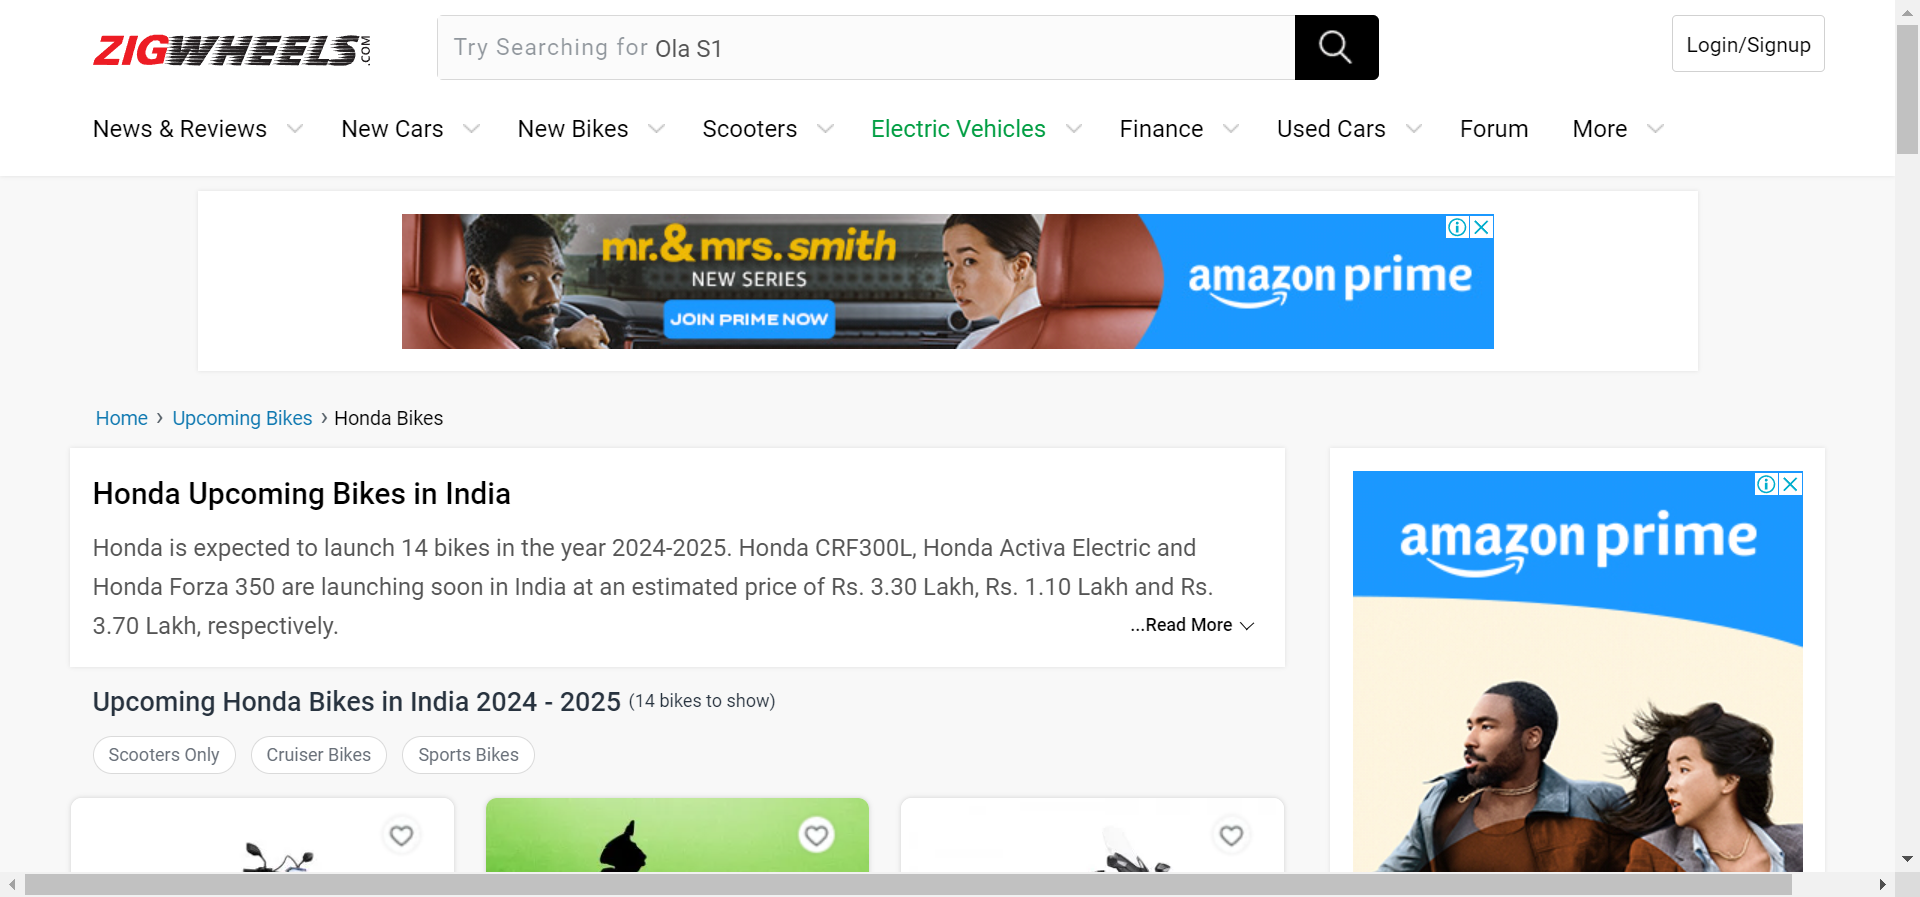 ZIGWHEELS.COM
Try Searching for Ola S1
Login/Signup
News & Reviews
New Cars
New Bikes
Scooters
Electric Vehicles
Finance
Used Cars
Forum
More
mr.& mrs. smith
NEW SERIES
JOIN PRIME NOW
amazon prime
Home › Upcoming Bikes › Honda Bikes
Honda Upcoming Bikes in India
Honda is expected to launch 14 bikes in the year 2024-2025. Honda CRF300L, Honda Activa Electric and
Honda Forza 350 are launching soon in India at an estimated price of Rs. 3.30 Lakh, Rs. 1.10 Lakh and Rs.
3.70 Lakh, respectively.
...Read More
amazon prime
Upcoming Honda Bikes in India 2024 - 2025 (14 bikes to show)
Scooters Only
Cruiser Bikes
Sports Bikes